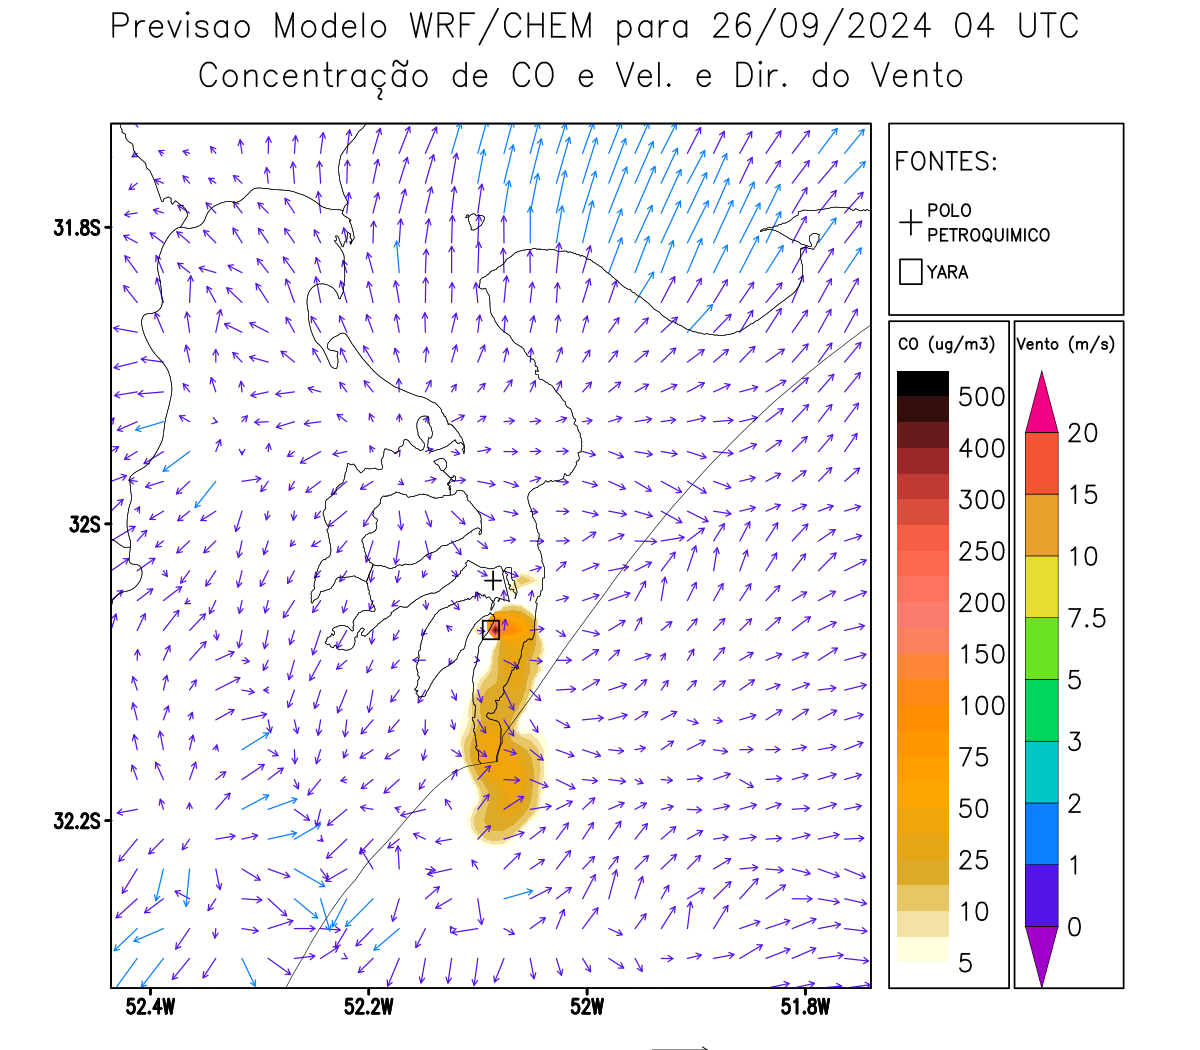 Previsao Modelo WRF/CHEM para 26/09/2024 04 UTC
Concentração de CO e Vel. e Dir. do Vento
FONTES:
POLO
PETROQUIMICO
YARA
CO (ug/m3)
500
400
300
250
200
150
100
75
50
25
10
5
Vento (m/s)
20
15
10
7.5
5
3
2
1
0
31.8S
32S
32.2S
52.4W
52.2W
52W
51.8W